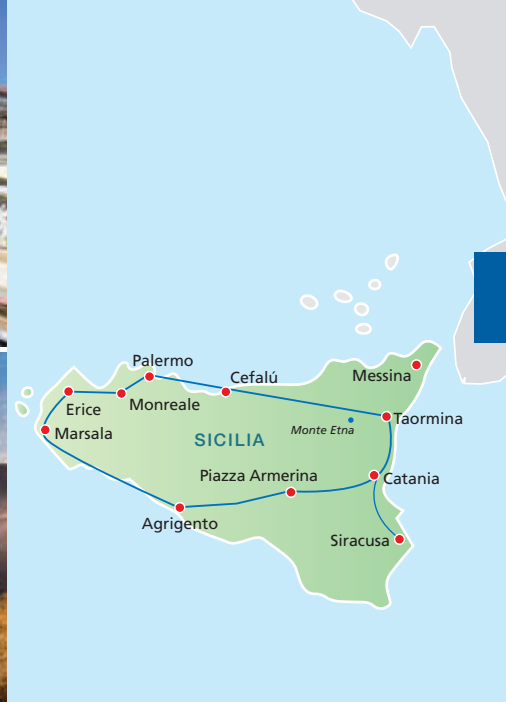 Palermo
Cefalú
Messina
Erice
Monreale
Taormina
Marsala
SICILIA
Monte Etna
Piazza Armerina
Catania
Agrigento
Siracusa